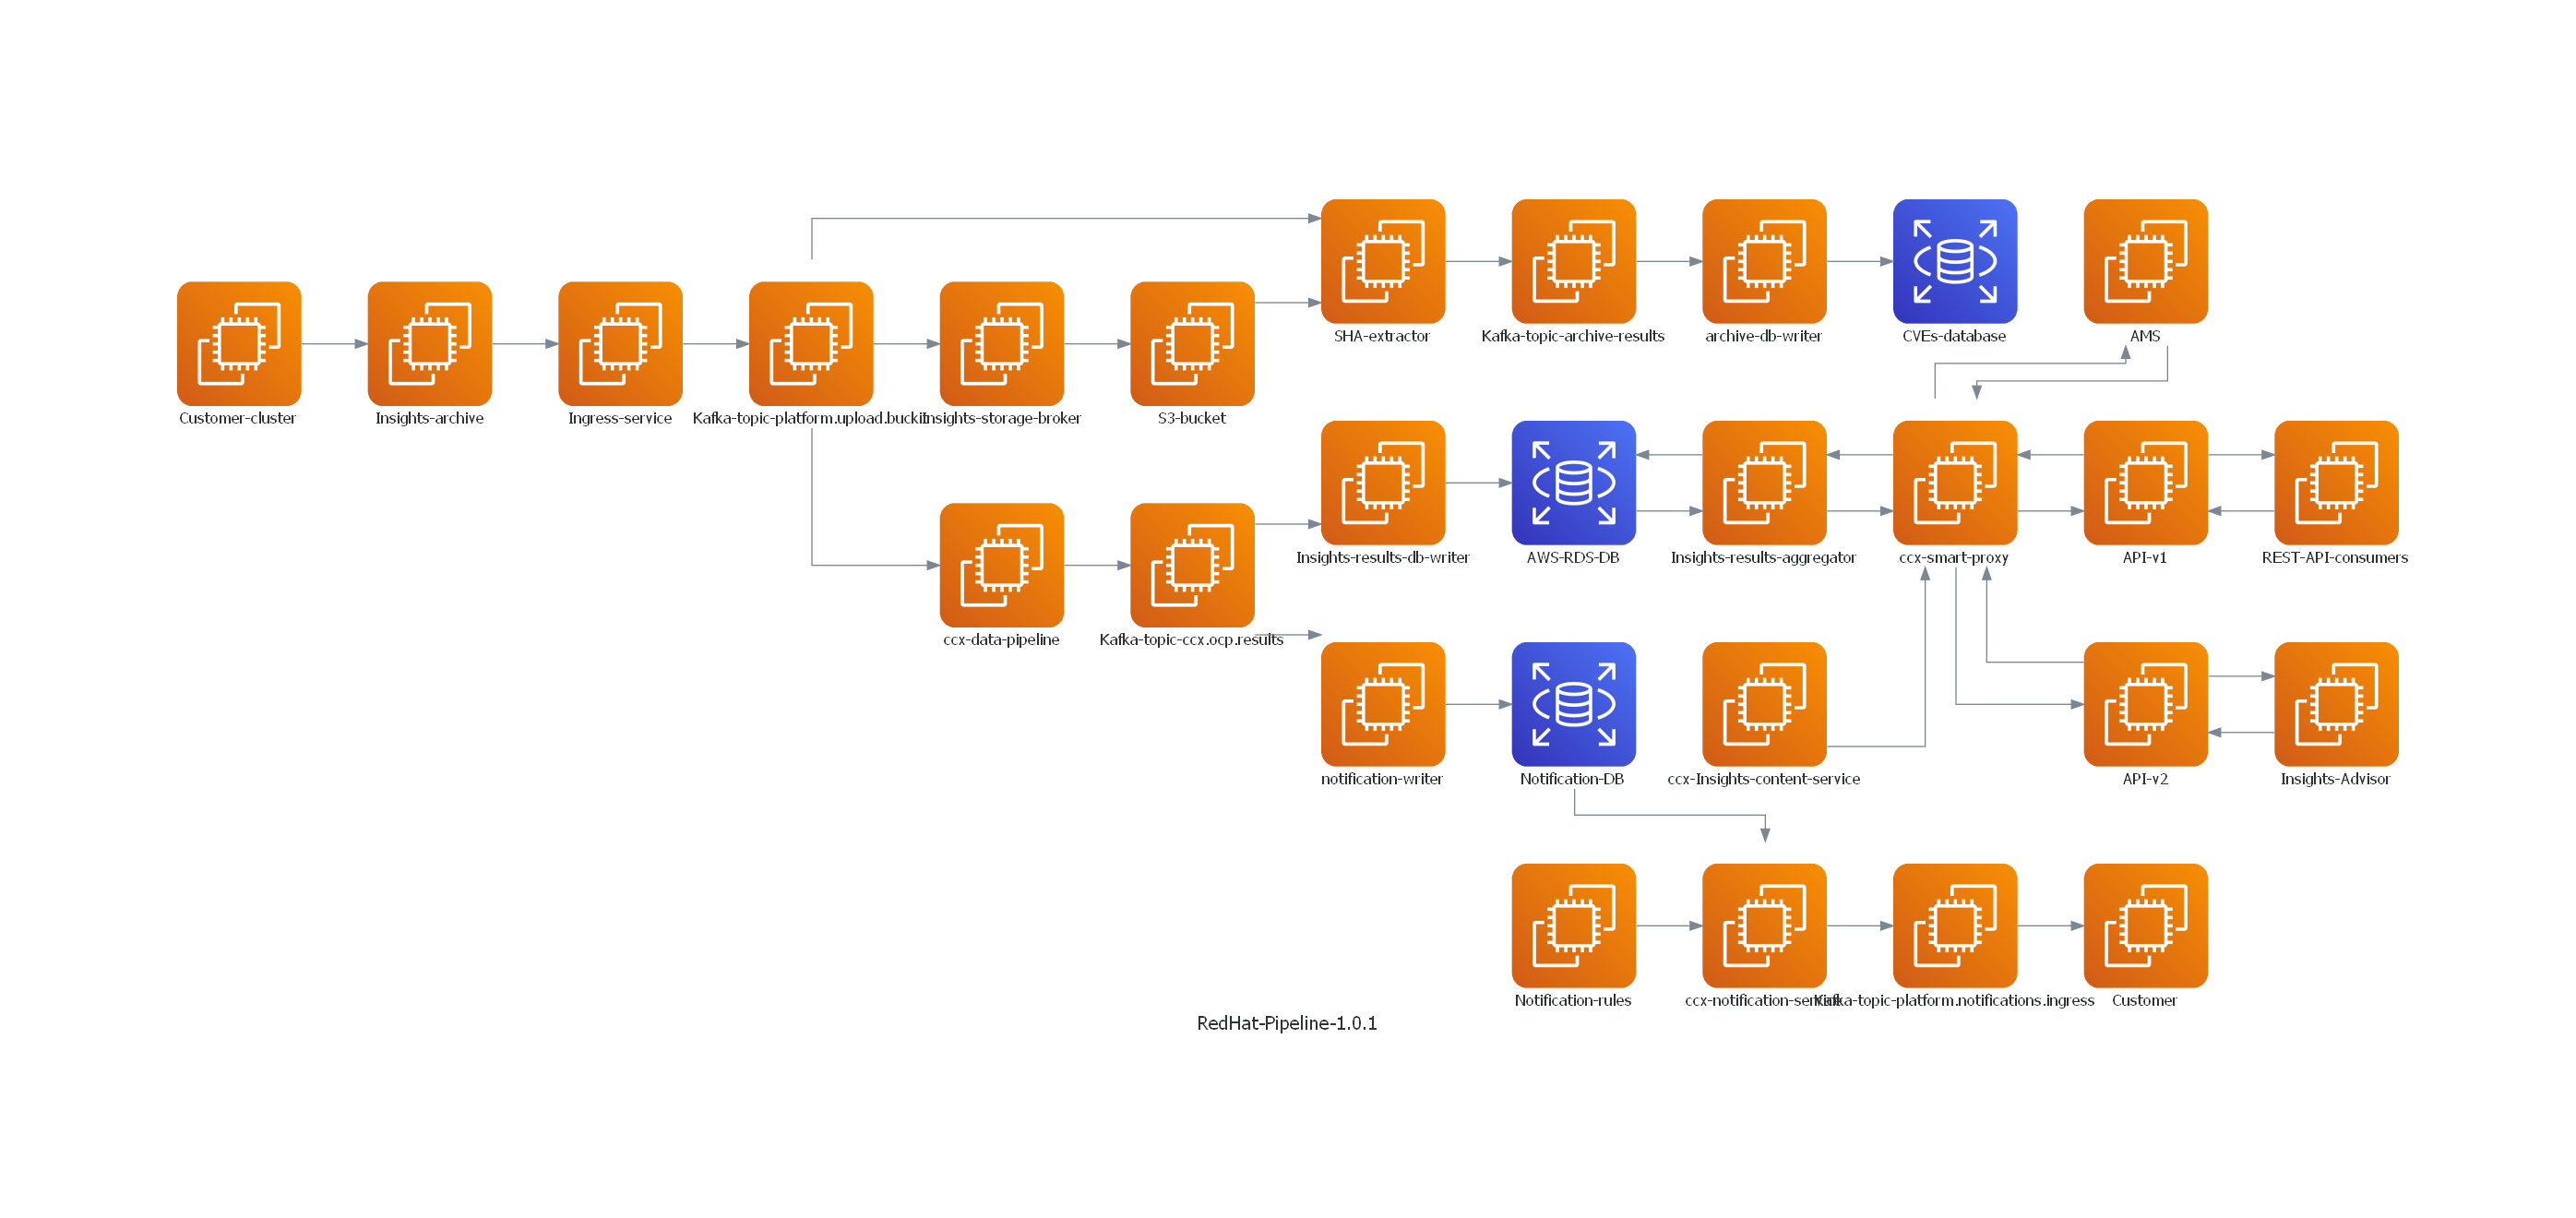 SHA-extractor
Kafka-topic-archive-results
archive-db-writer
CVEs-database
AMS
Customer-cluster
Insights-archive
Ingress-service
Kafka-topic-platform.upload.buckit
Insights-storage-broker
S3-bucket
Insights-results-db-writer
AWS-RDS-DB
Insights-results-aggregator
ccx-smart-proxy
API-v1
REST-API-consumers
ccx-data-pipeline
Kafka-topic-ccx.ocp.results
notification-writer
Notification-DB
ccx-Insights-content-service
API-v2
Insights-Advisor
Notification-rules
ccx-notification-service
Kafka-topic-platform.notifications.ingress
Customer
RedHat-Pipeline-1.0.1